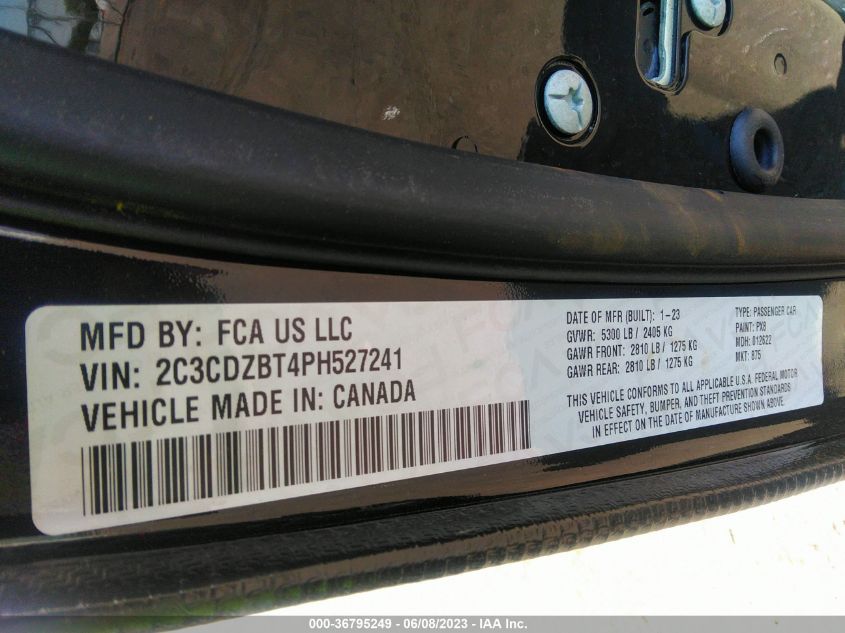 MFD BY: FCA US LLC
VIN: 2C3CDZBT4PH527241
VEHICLE MADE IN: CANADA
DATE OF MFR (BUILT): 1-23
GVWR: 5300 LB / 2405 KG
GAWR FRONT: 2810 LB / 1275 KG
GAWR REAR: 2810 LB / 1275 KG
TYPE: PASSENGER CAR
PAINT: PX8
MDH: 012622
MKT: 875
THIS VEHICLE CONFORMS TO ALL APPLICABLE U.S.A. FEDERAL MOTOR
VEHICLE SAFETY, BUMPER, AND THEFT PREVENTION STANDARDS
IN EFFECT ON THE DATE OF MANUFACTURE SHOWN ABOVE.
000-36795249 - 06/08/2023 - IAA Inc.